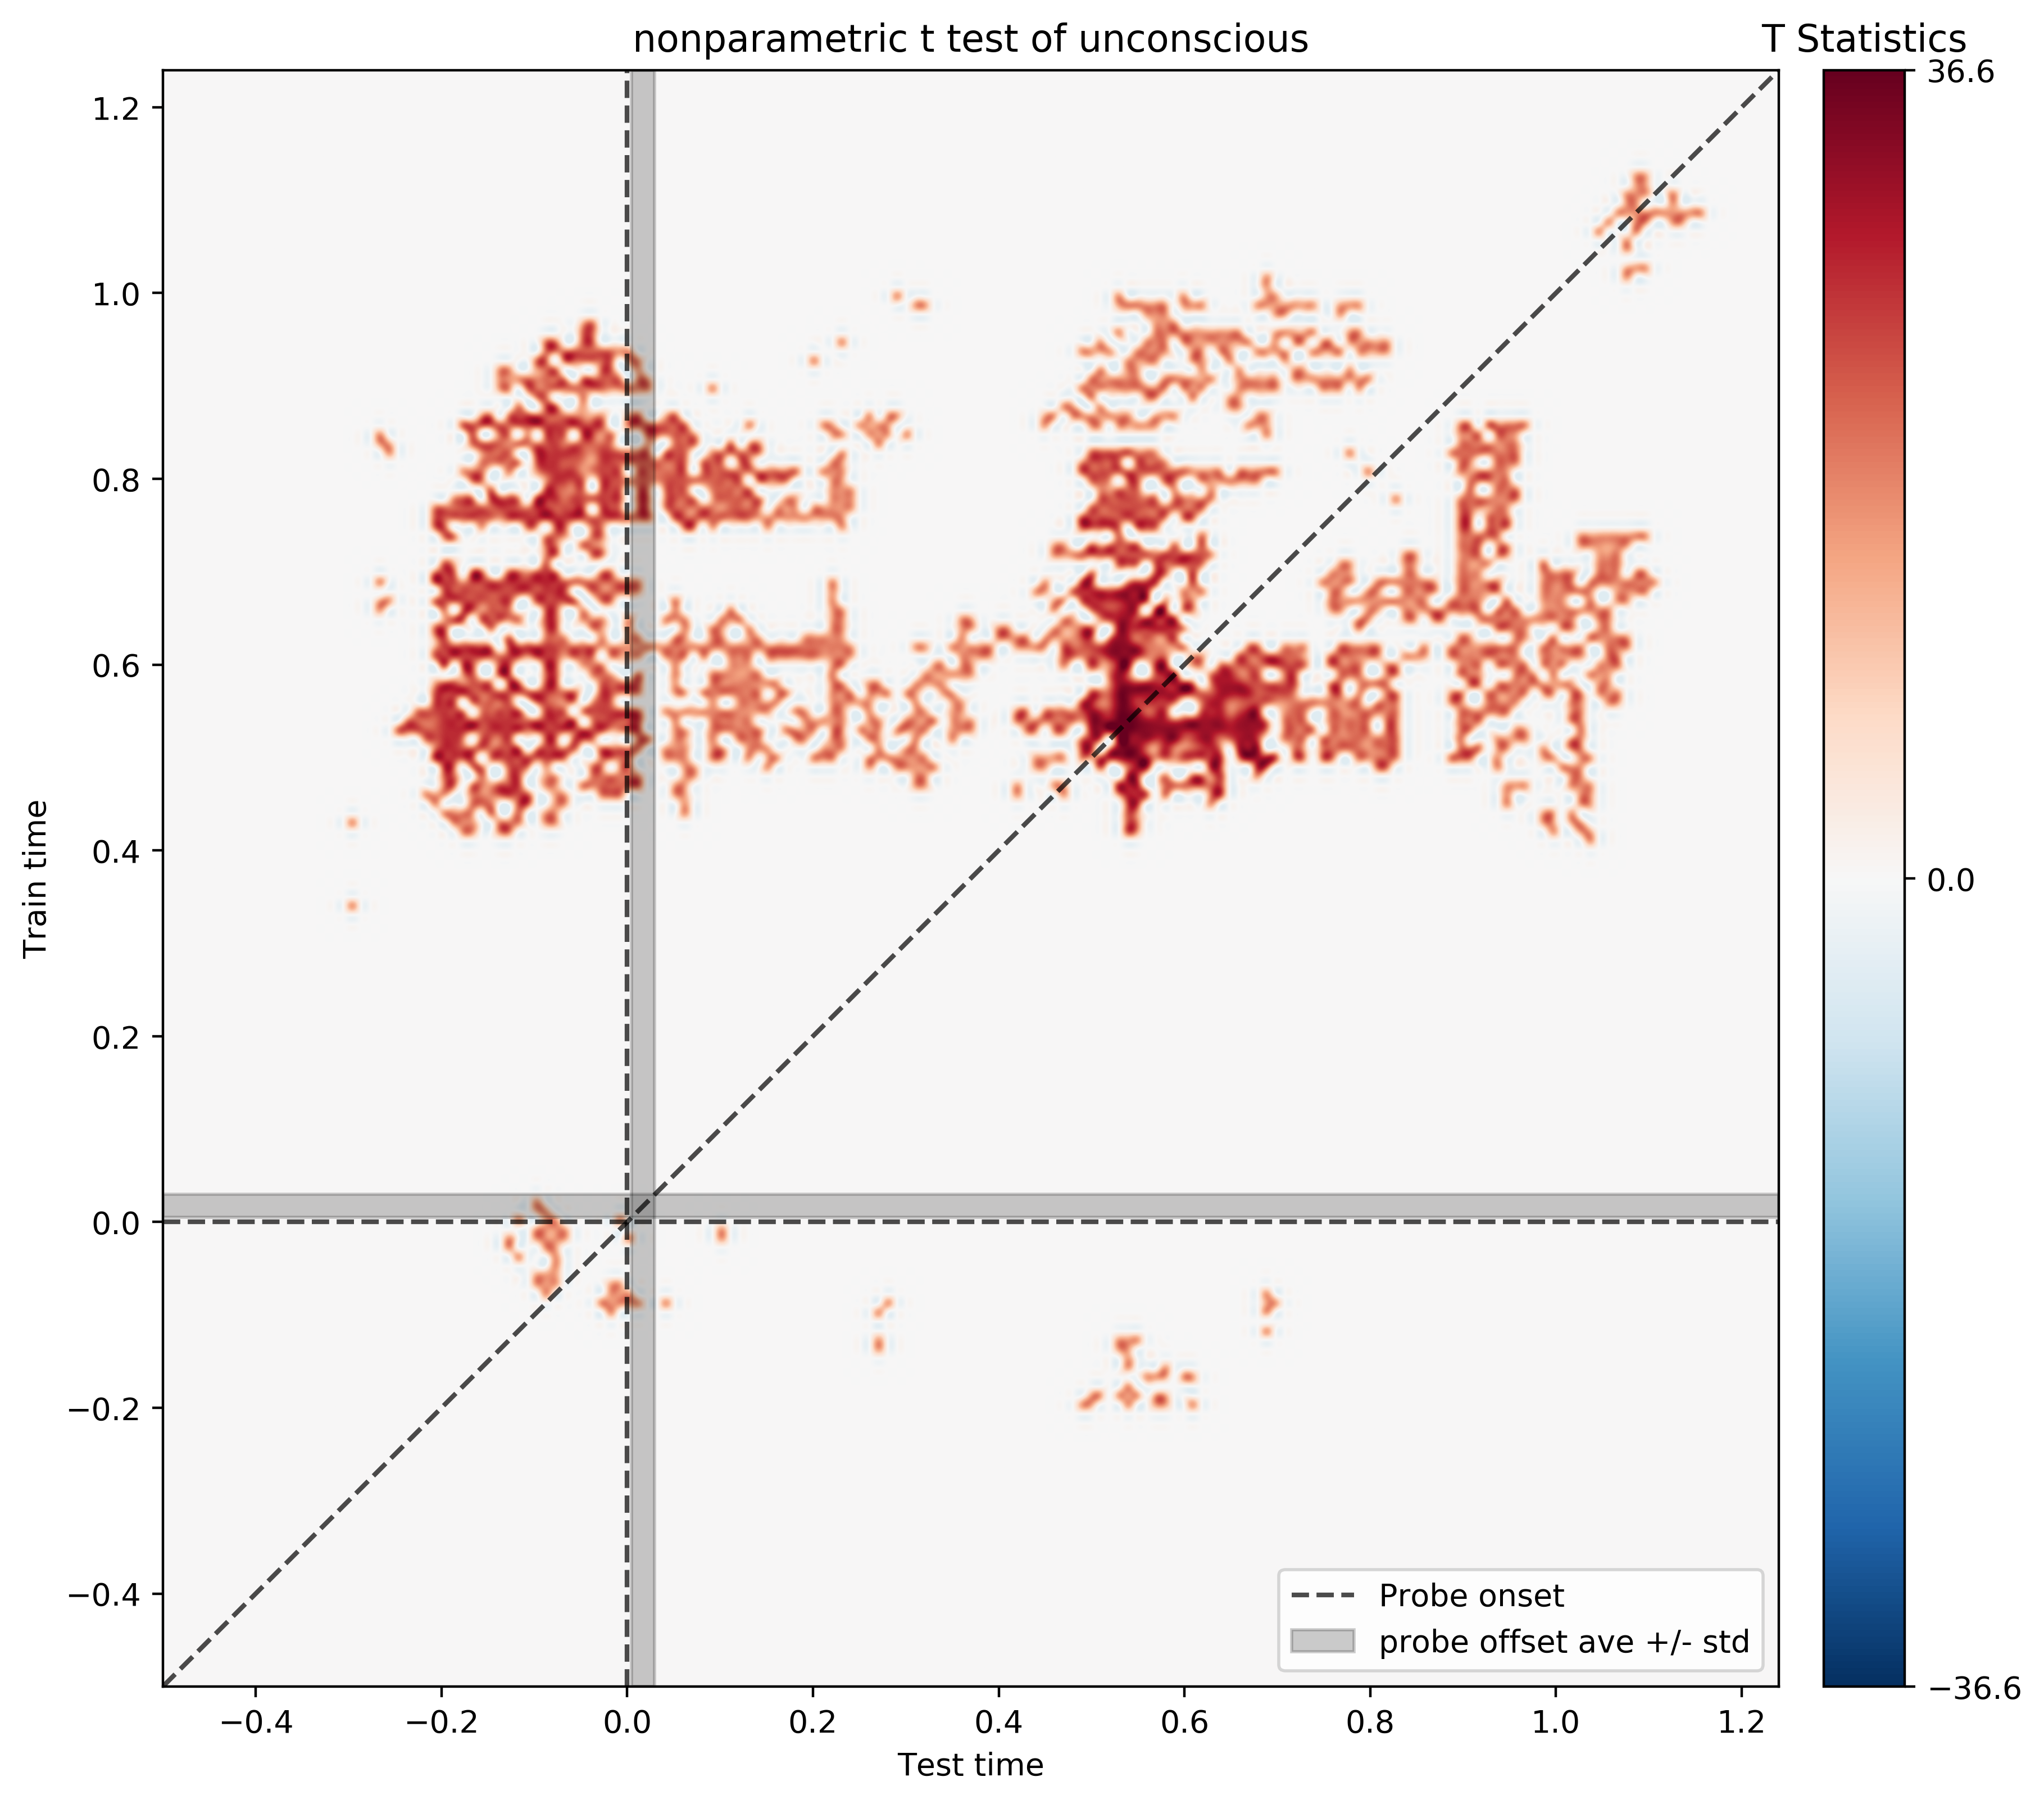 nonparametric t test of unconscious
T Statistics
36.6
0.0
−36.6
1.2
1.0
0.8
0.6
0.4
0.2
0.0
−0.2
−0.4
Train time
Probe onset
probe offset ave +/- std
−0.4 −0.2 0.0 0.2 0.4 0.6 0.8 1.0 1.2
Test time